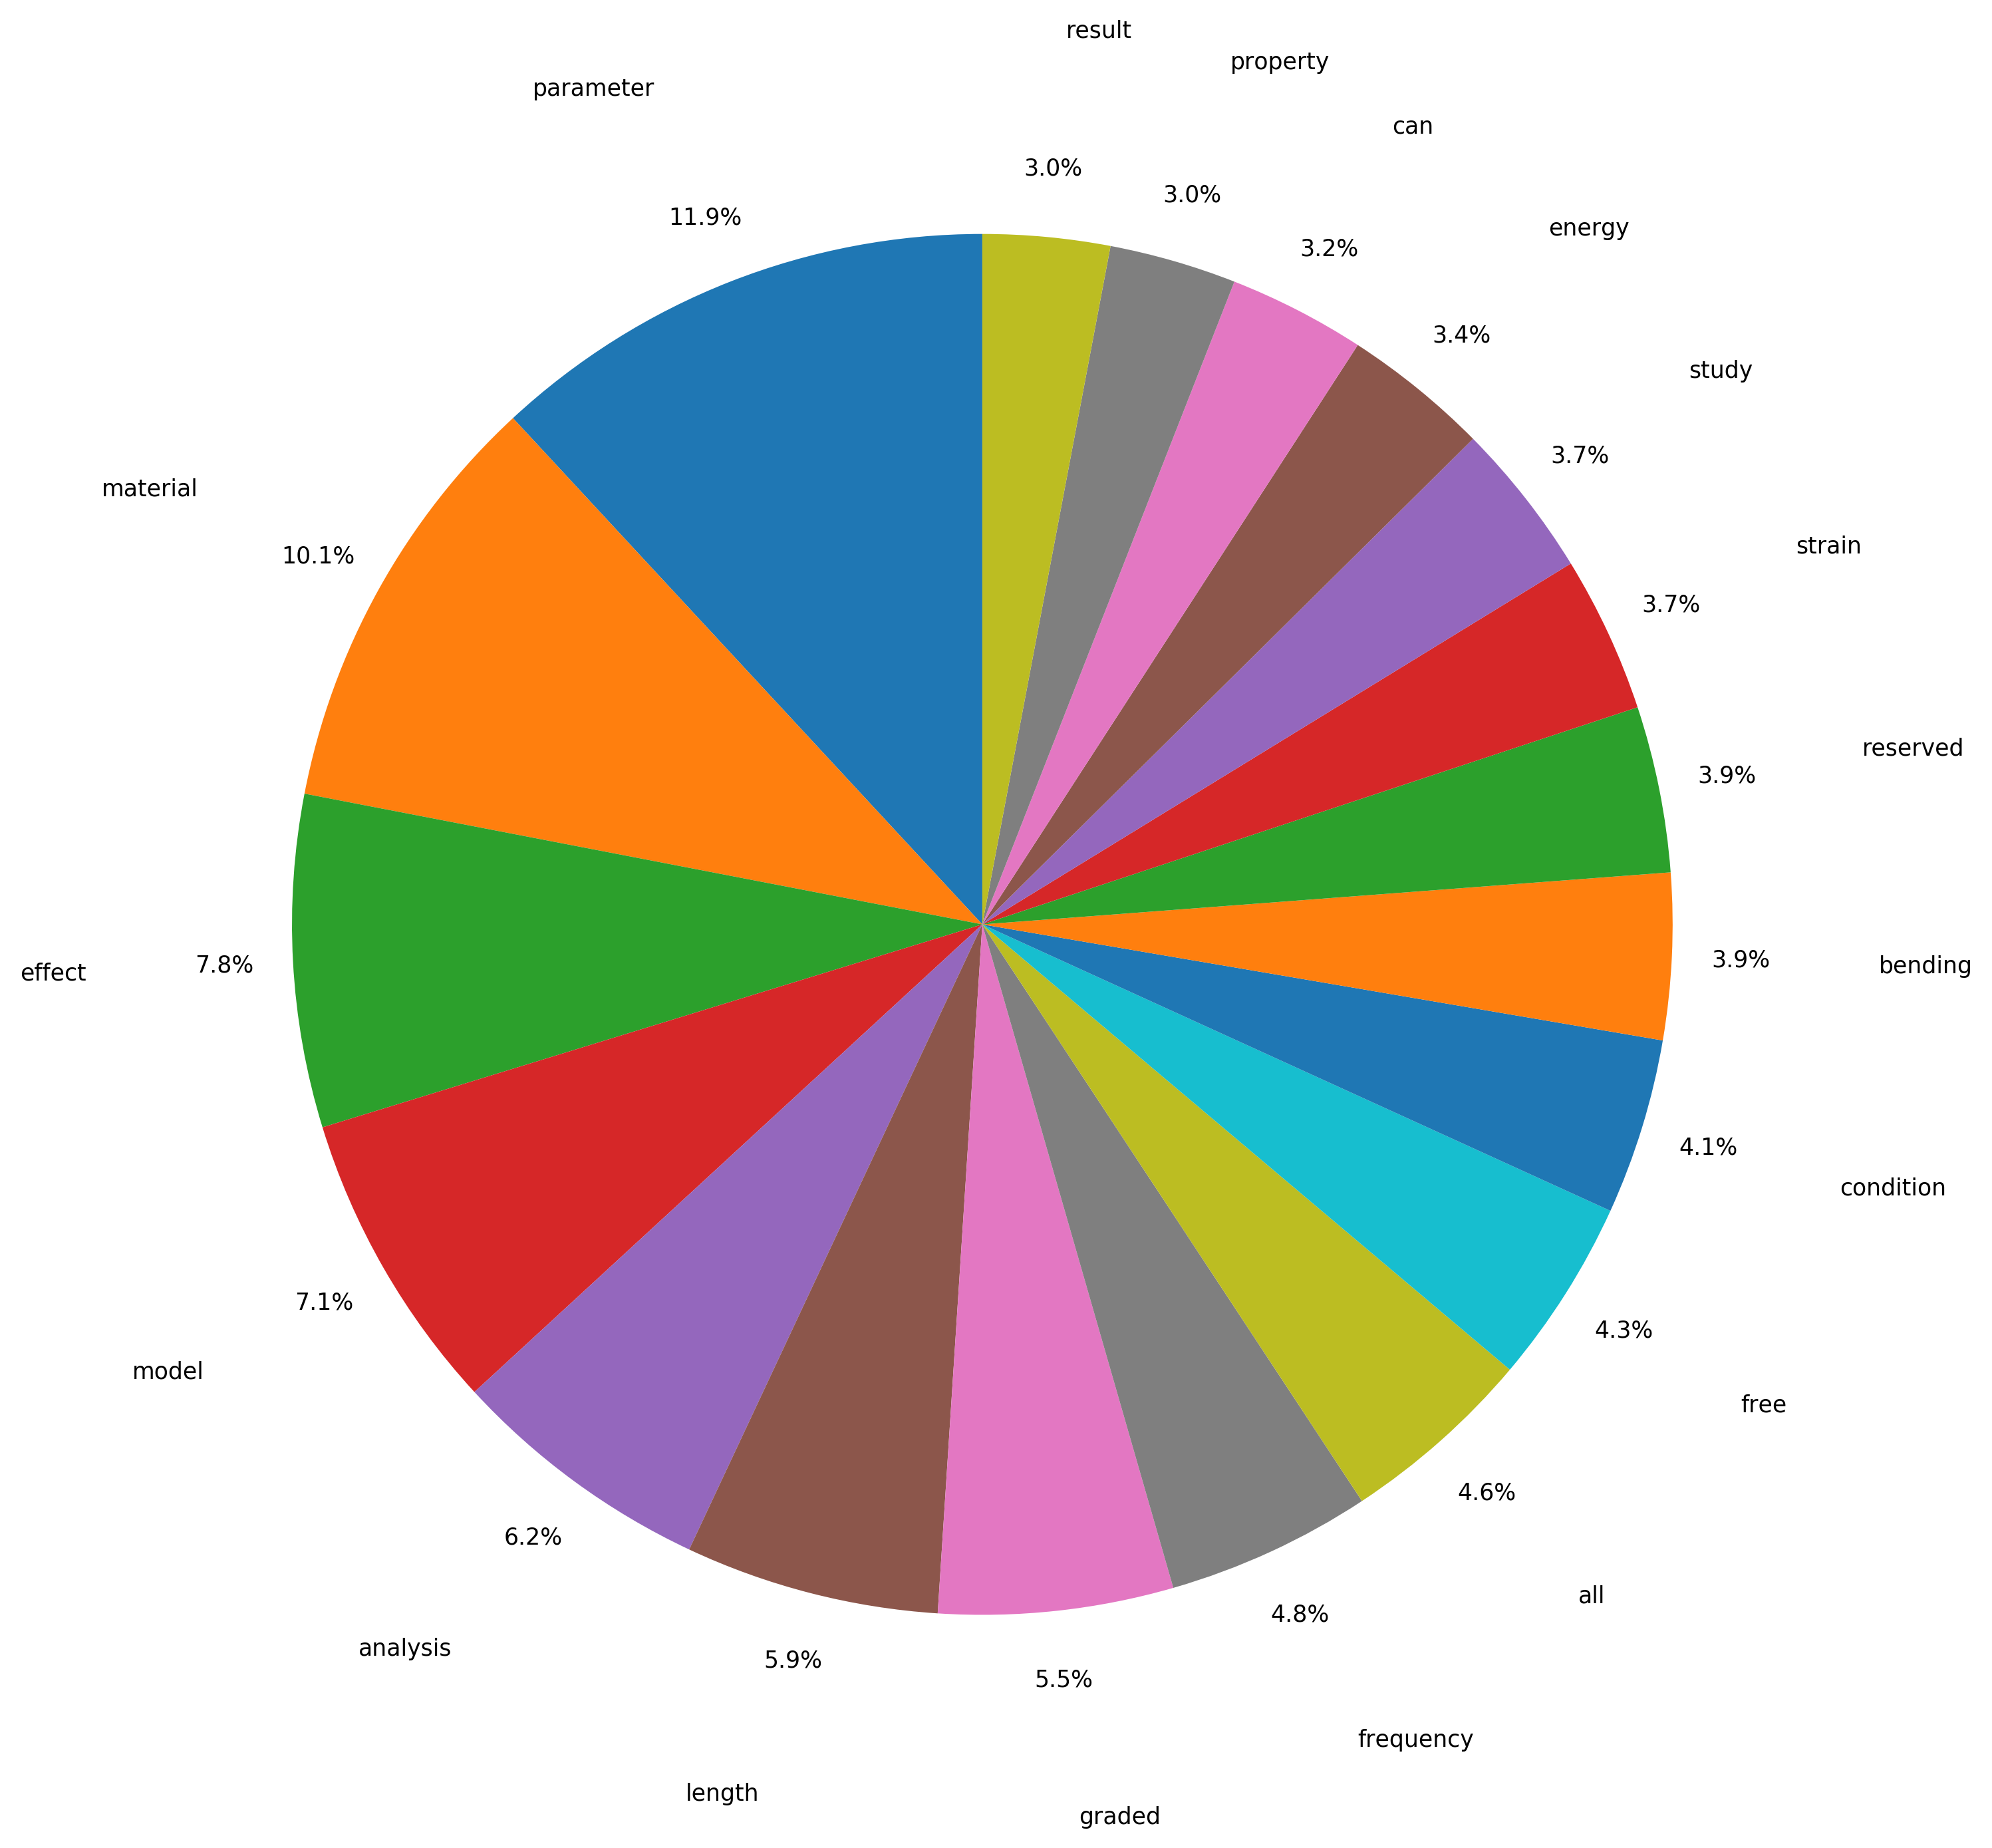 result
property
parameter
can
3.0%
3.0%
11.9%
energy
3.2%
3.4%
study
3.7%
material
strain
10.1%
3.7%
reserved
3.9%
3.9%
bending
7.8%
effect
4.1%
condition
7.1%
4.3%
model
free
4.6%
6.2%
all
4.8%
analysis
5.9%
5.5%
frequency
length
graded